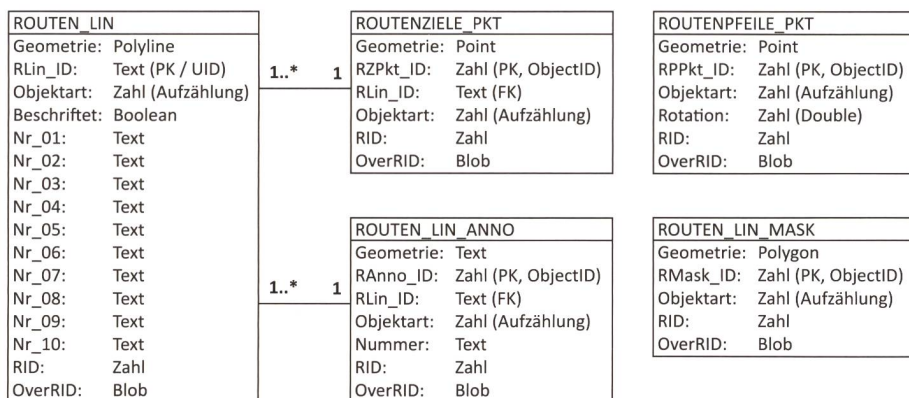 ROUTEN_LIN
Geometrie: Polyline
RLin_ID: Text (PK / UID)
Objektart: Zahl (Aufzählung)
Beschriftet: Boolean
Nr_01: Text
Nr_02: Text
Nr_03: Text
Nr_04: Text
Nr_05: Text
Nr_06: Text
Nr_07: Text
Nr_08: Text
Nr_09: Text
Nr_10: Text
RID: Zahl
OverRID: Blob
1..* 1
1..* 1
ROUTENZIELE_PKT
Geometrie: Point
RZPkt_ID: Zahl (PK, ObjectID)
RLin_ID: Text (FK)
Objektart: Zahl (Aufzählung)
RID: Zahl
OverRID: Blob
ROUTENPFEILE_PKT
Geometrie: Point
RPPkt_ID: Zahl (PK, ObjectID)
Objektart: Zahl (Aufzählung)
Rotation: Zahl (Double)
RID: Zahl
OverRID: Blob
ROUTEN_LIN_ANNO
Geometrie: Text
RAnno_ID: Zahl (PK, ObjectID)
RLin_ID: Text (FK)
Objektart: Zahl (Aufzählung)
Nummer: Text
RID: Zahl
OverRID: Blob
ROUTEN_LIN_MASK
Geometrie: Polygon
RMask_ID: Zahl (PK, ObjectID)
Objektart: Zahl (Aufzählung)
RID: Zahl
OverRID: Blob